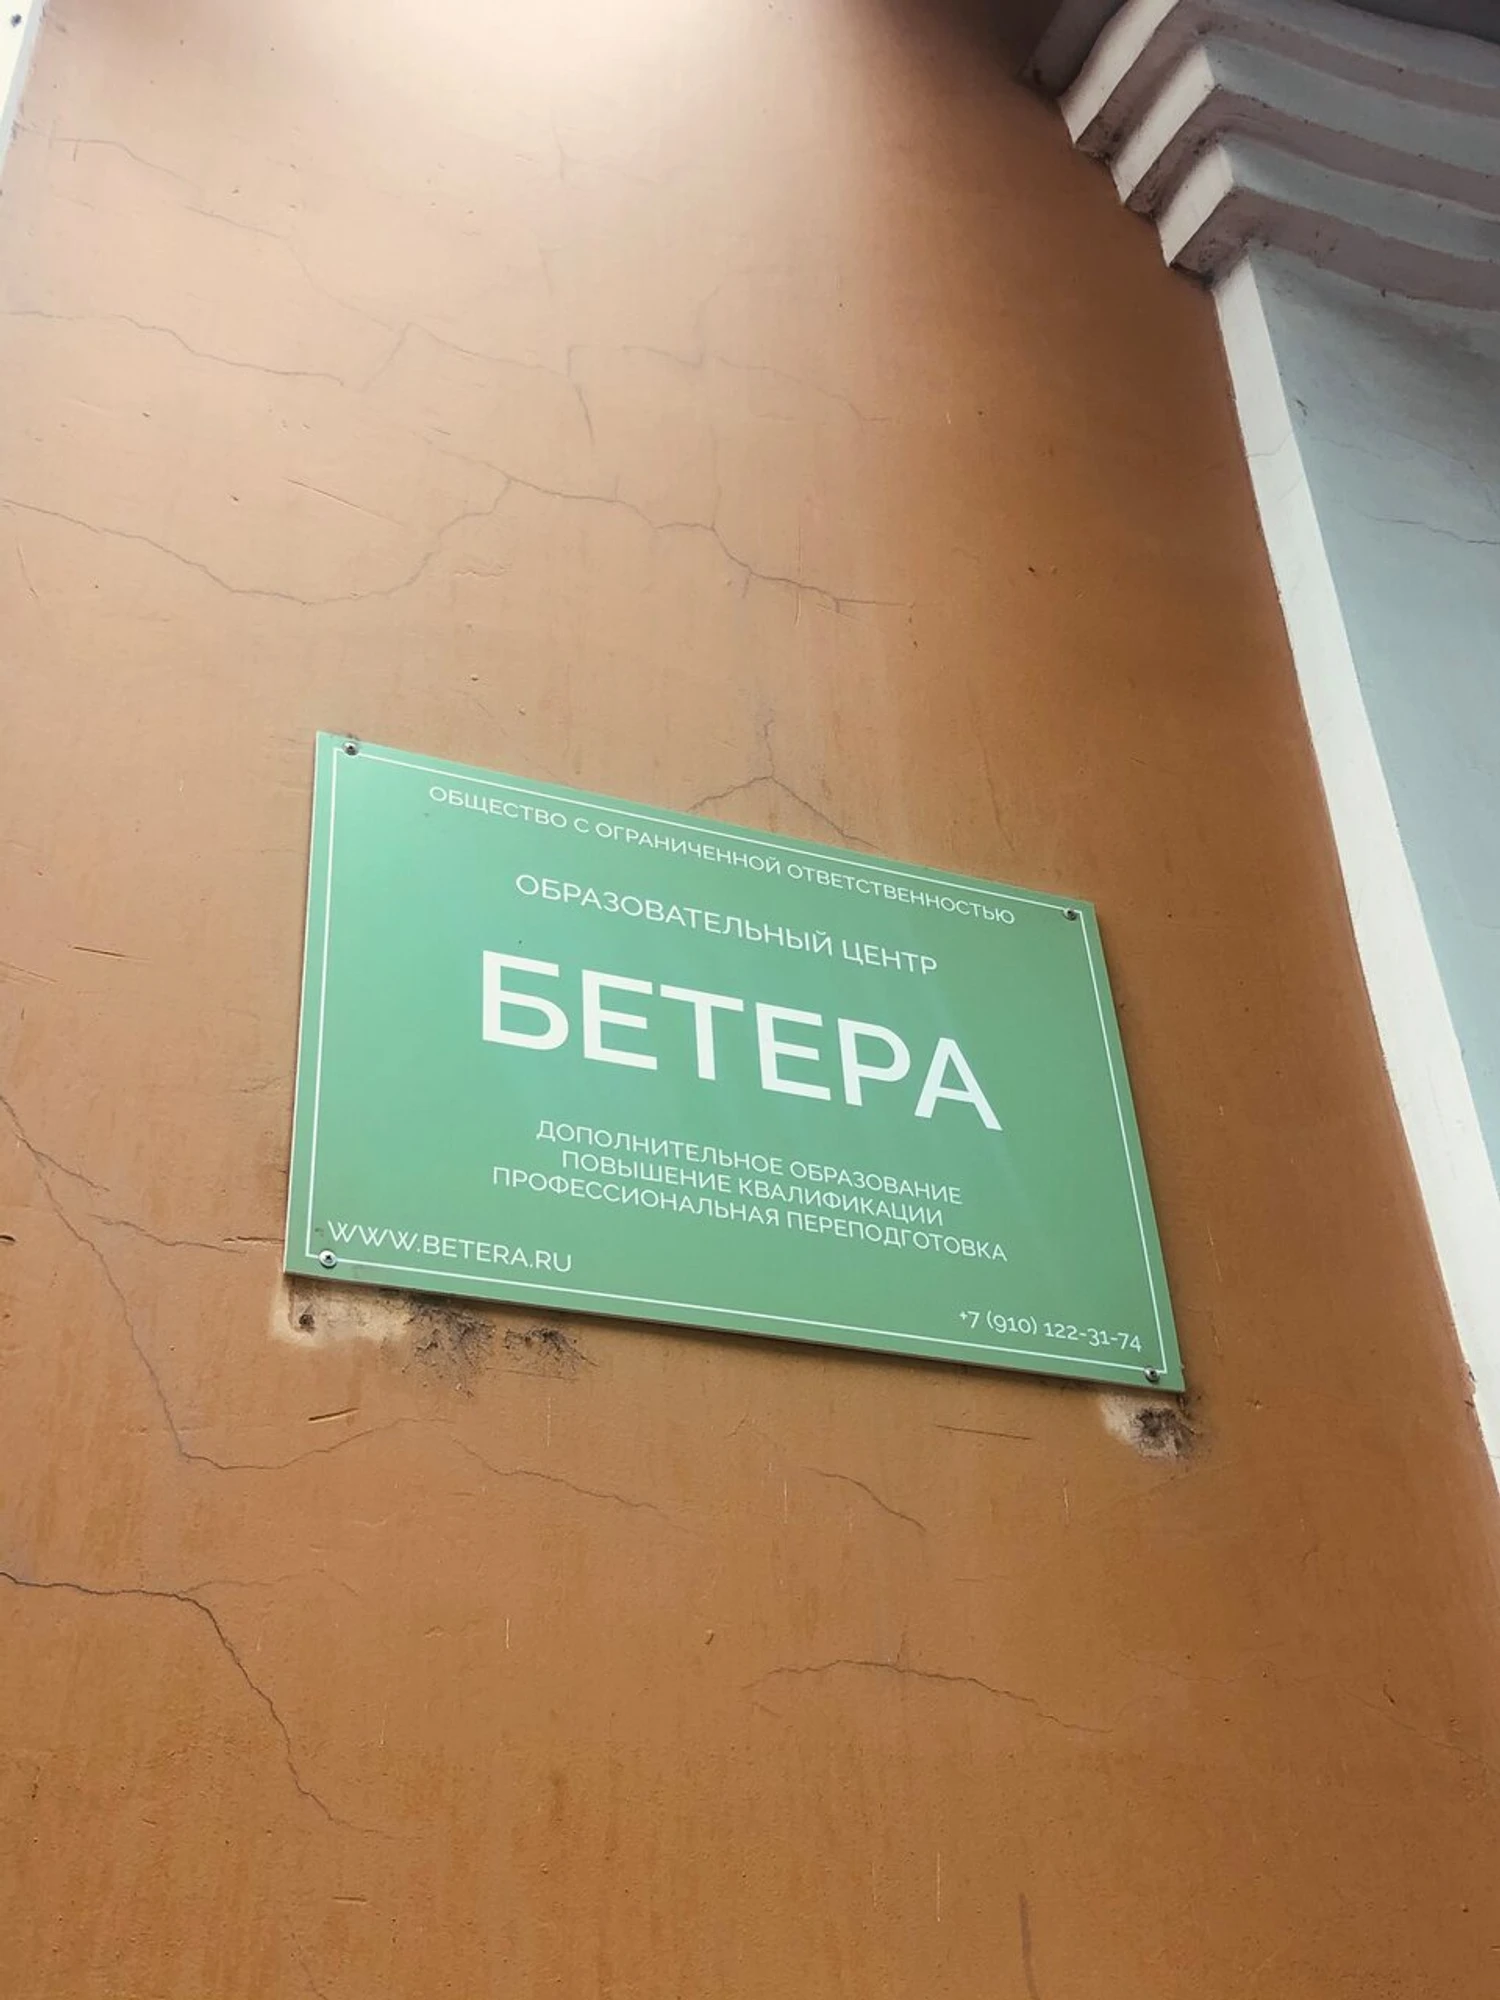 ОБЩЕСТВО С ОГРАНИЧЕННОЙ ОТВЕТСТВЕННОСТЬЮ
ОБРАЗОВАТЕЛЬНЫЙ ЦЕНТР
БЕТЕРА
ДОПОЛНИТЕЛЬНОЕ ОБРАЗОВАНИЕ
ПОВЫШЕНИЕ КВАЛИФИКАЦИИ
ПРОФЕССИОНАЛЬНАЯ ПЕРЕПОДГОТОВКА
WWW.BETERA.RU
+7 (910) 122-31-74